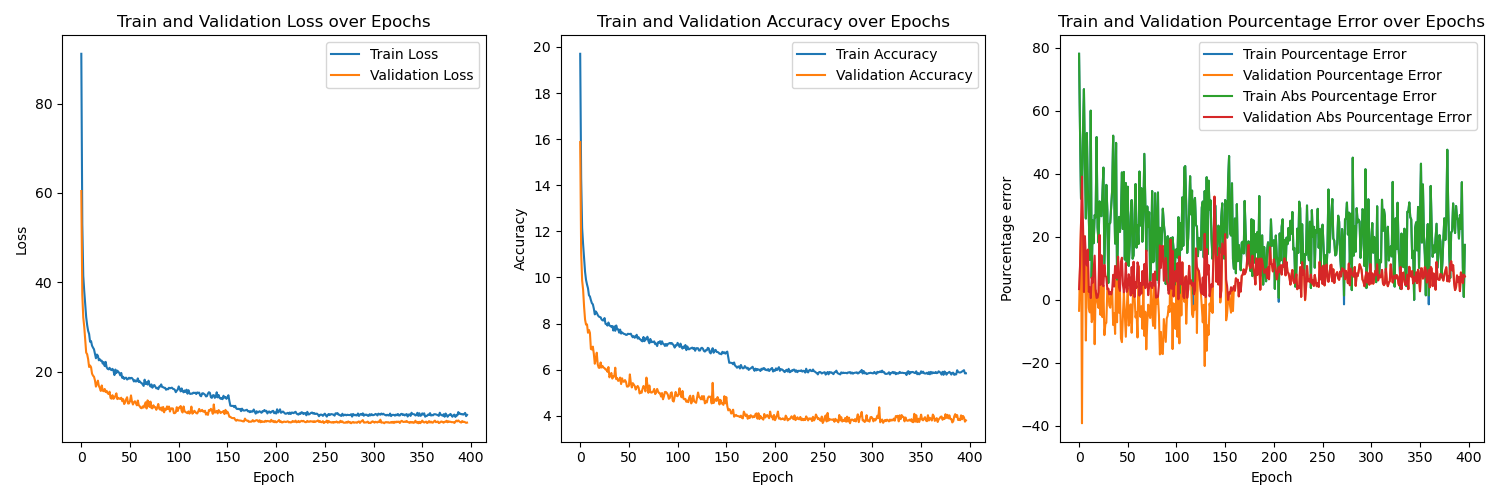 Train and Validation Loss over Epochs
Train Loss
Validation Loss
80
60
40
20
Loss
0 50 100 150 200 250 300 350 400
Epoch
Train and Validation Accuracy over Epochs
Train Accuracy
Validation Accuracy
20
18
16
14
12
10
8
6
4
Accuracy
0 50 100 150 200 250 300 350 400
Epoch
Train and Validation Pourcentage Error over Epochs
Train Pourcentage Error
Validation Pourcentage Error
Train Abs Pourcentage Error
Validation Abs Pourcentage Error
80
60
40
20
0
−20
−40
Pourcentage error
0 50 100 150 200 250 300 350 400
Epoch